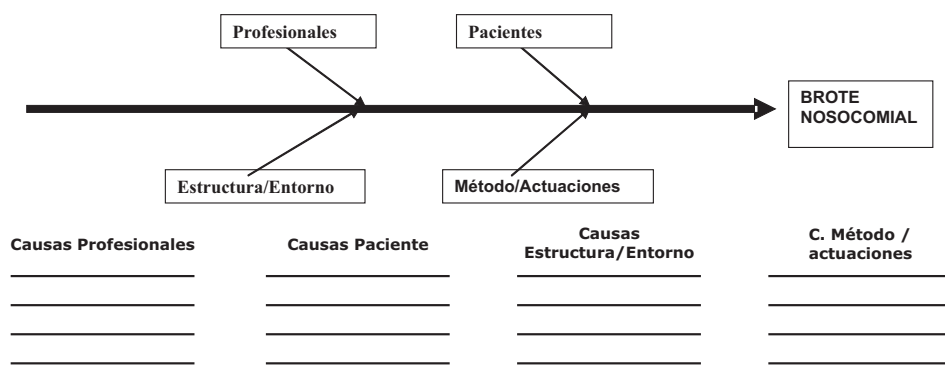 Profesionales
Pacientes
BROTE
NOSOCOMIAL
Estructura/Entorno
Método/Actuaciones
Causas Profesionales
Causas Paciente
Causas
Estructura/Entorno
C. Método /
actuaciones